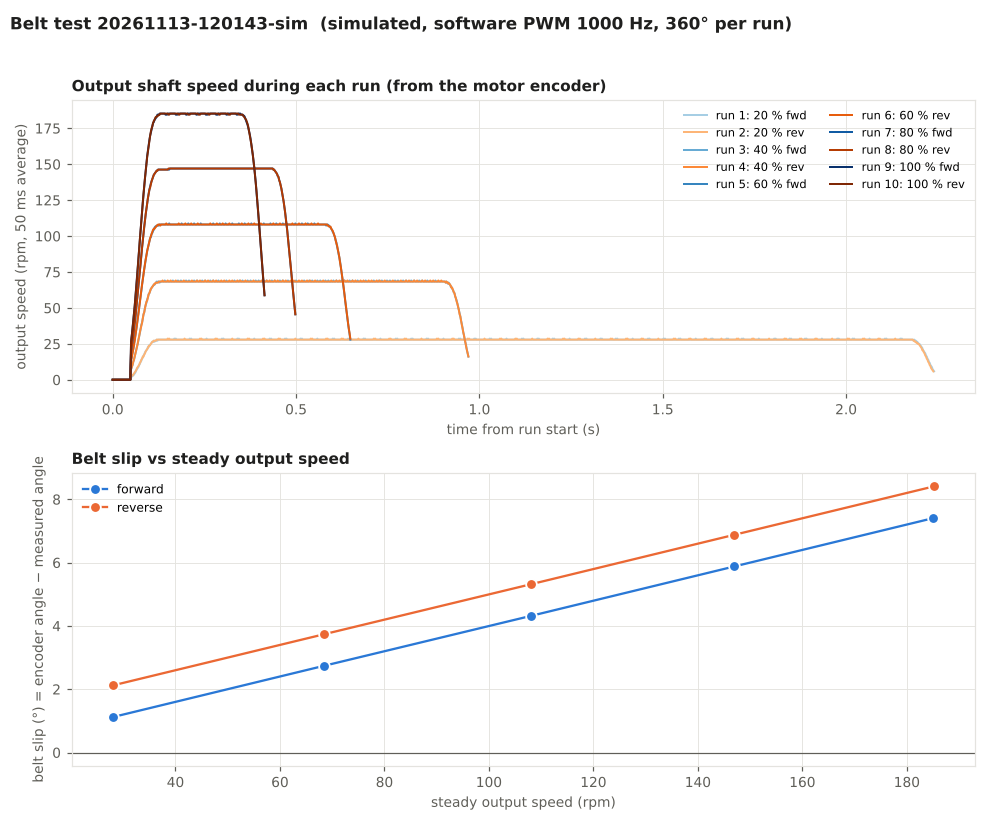 Belt test 20261113-120143-sim  (simulated, software PWM 1000 Hz, 360° per run)
Output shaft speed during each run (from the motor encoder)
output speed (rpm, 50 ms average)
175
150
125
100
75
50
25
0
run 1: 20 % fwd
run 2: 20 % rev
run 3: 40 % fwd
run 4: 40 % rev
run 5: 60 % fwd
run 6: 60 % rev
run 7: 80 % fwd
run 8: 80 % rev
run 9: 100 % fwd
run 10: 100 % rev
0.0 0.5 1.0 1.5 2.0
time from run start (s)
Belt slip vs steady output speed
belt slip (°) = encoder angle − measured angle
8
6
4
2
0
forward
reverse
40 60 80 100 120 140 160 180
steady output speed (rpm)